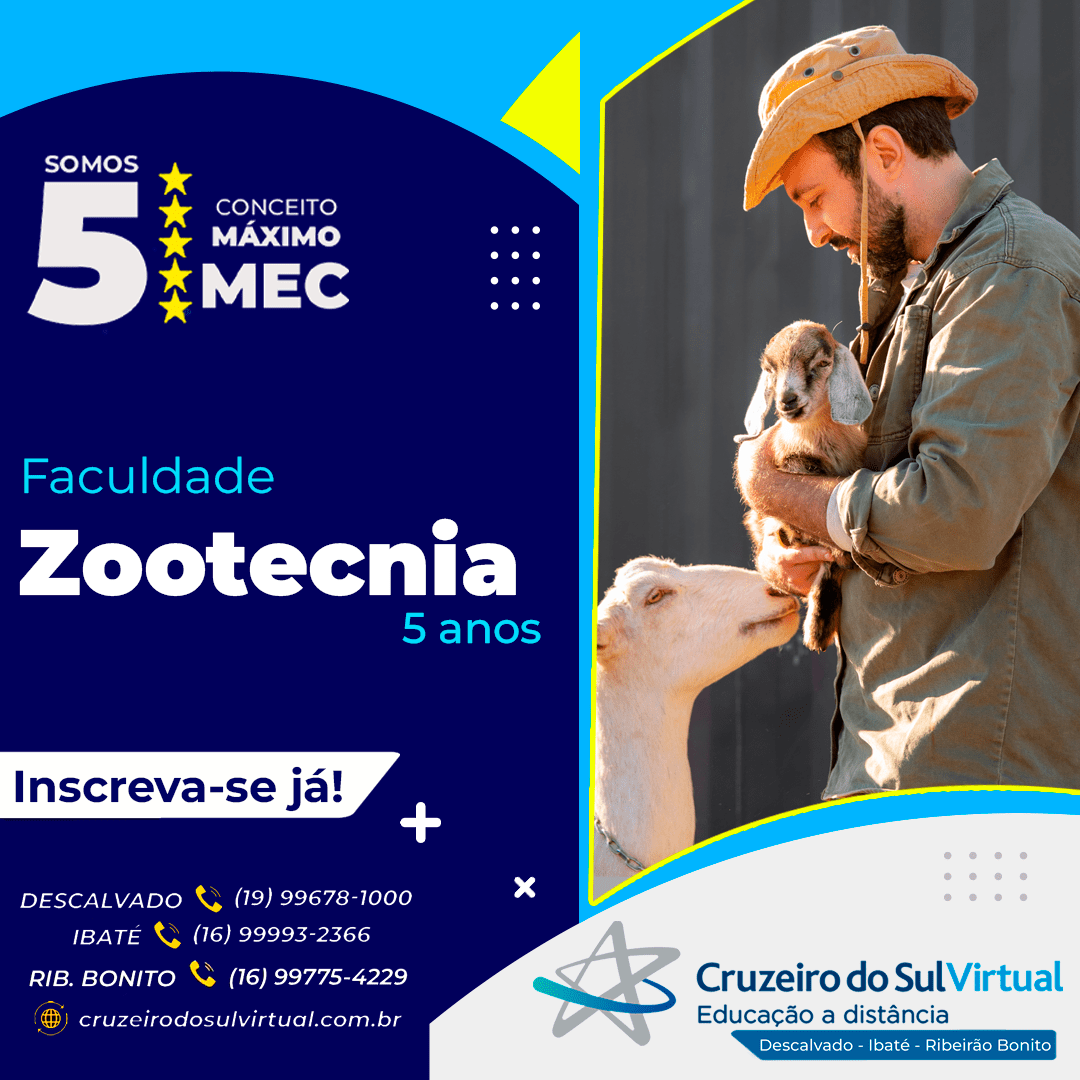 SOMOS
5
CONCEITO
MÁXIMO
MEC
Faculdade
Zootecnia
5 anos
Inscreva-se já!
DESCALVADO (19) 99678-1000
IBATÉ (16) 99993-2366
RIB. BONITO (16) 99775-4229
cruzeirodosulvirtual.com.br
Cruzeiro do Sul Virtual
Educação a distância
Descalvado - Ibaté - Ribeirão Bonito